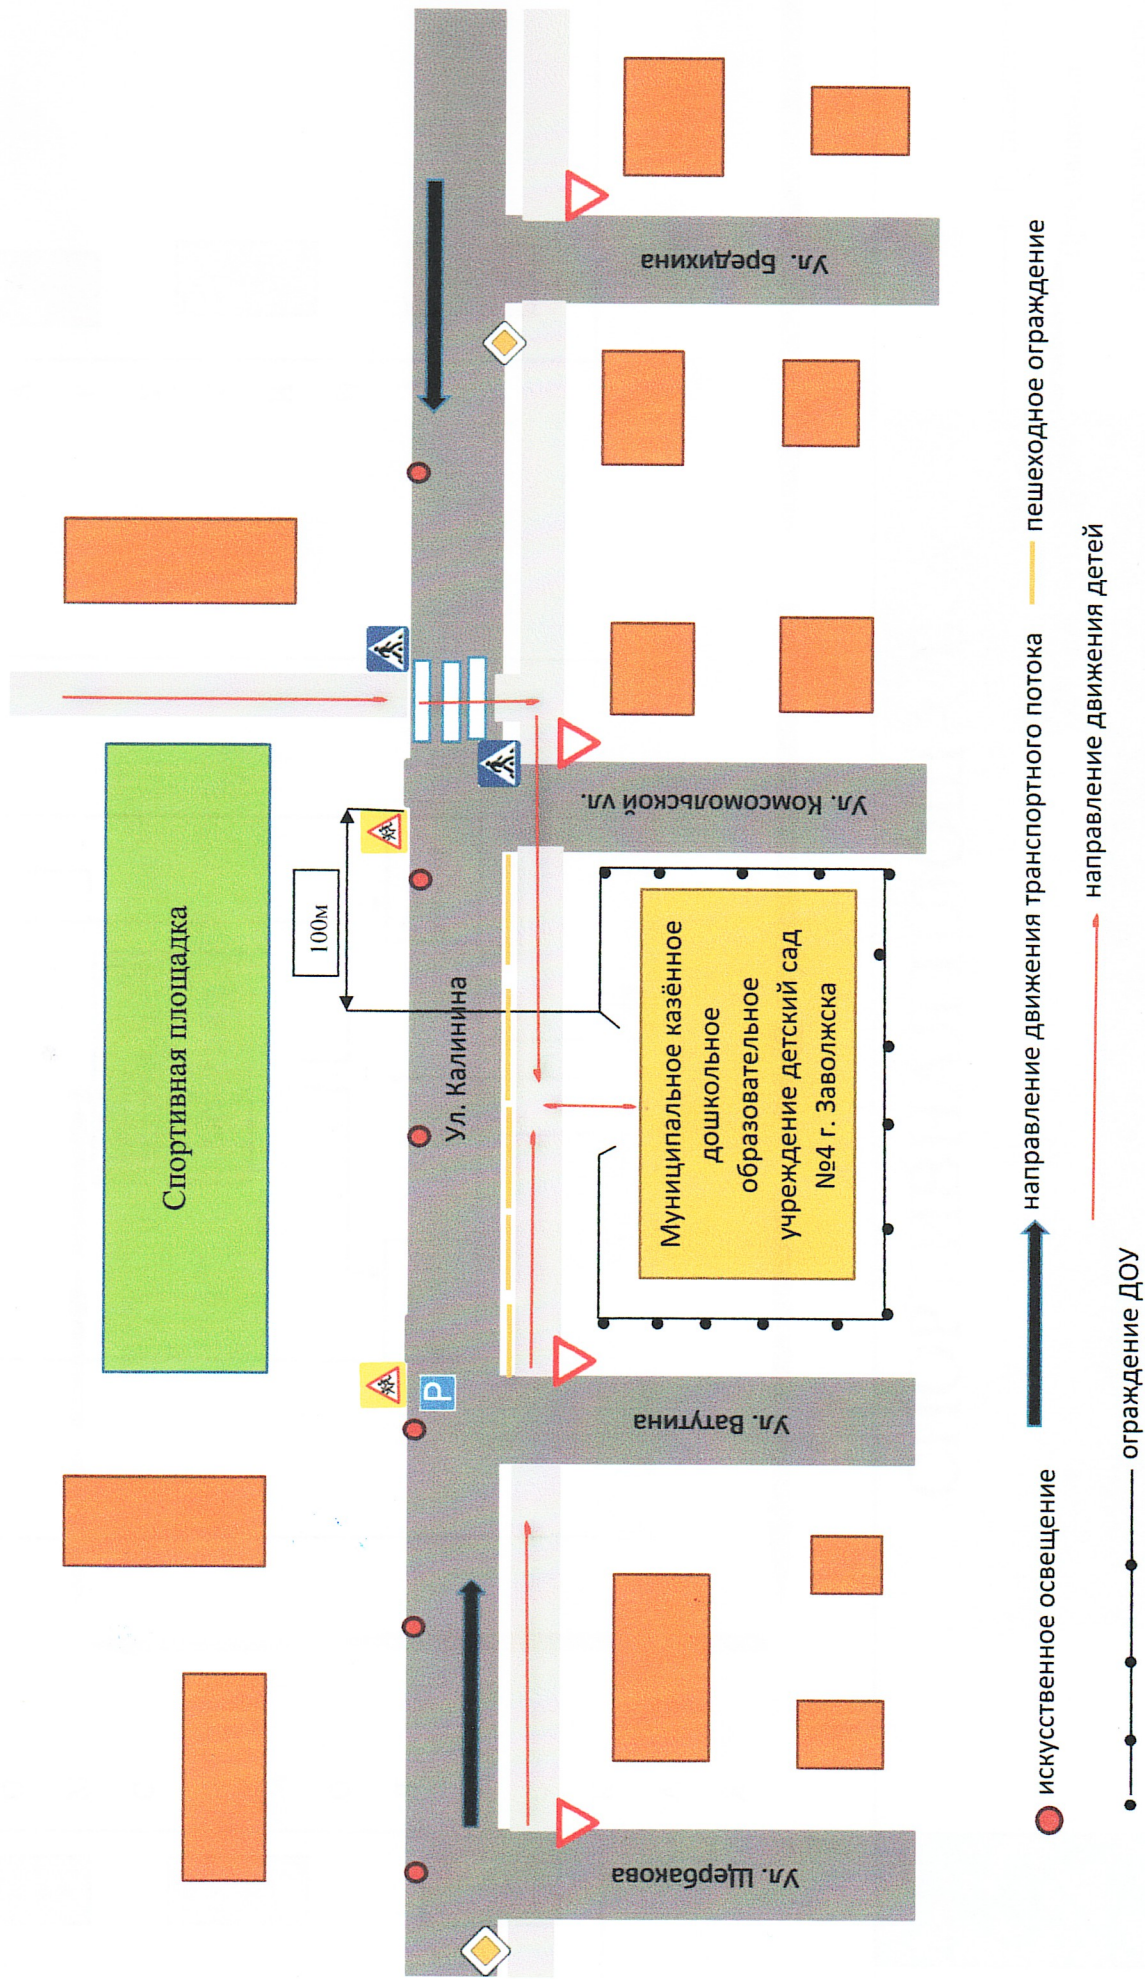 Спортивная площадка
100м
Ул. Калинина
Р
Муниципальное казённое
дошкольное
образовательное
учреждение детский сад
№4 г. Заволжска
Ул. Щербакова
Ул. Ватутина
Ул. Комсомольской ул.
Ул. Бредихина
искусственное освещение
направление движения транспортного потока
пешеходное ограждение
ограждение ДОУ
направление движения детей